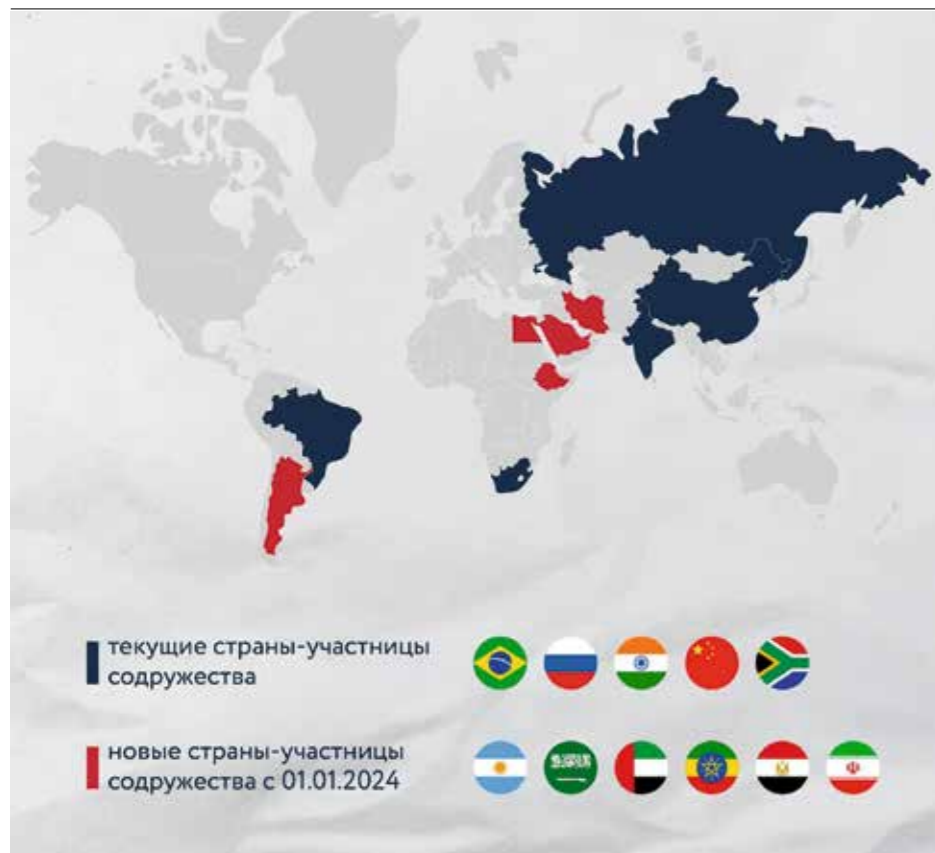 текущие страны-участницы
содружества
новые страны-участницы
содружества с 01.01.2024